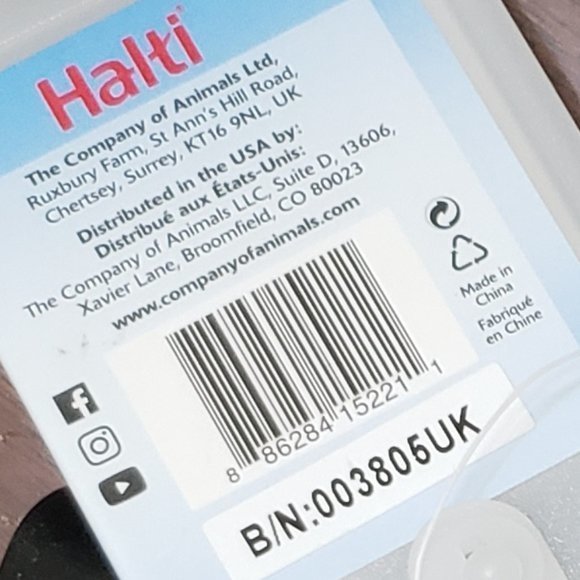 Halti
The Company of Animals Ltd,
Ruxbury Farm, St Ann's Hill Road,
Chertsey, Surrey, KT16 9NL, UK
Distributed in the USA by:
Distribué aux États-Unis:
The Company of Animals LLC, Suite D, 13606,
Xavier Lane, Broomfield, CO 80023
www.companyofanimals.com
Made in
China
Fabriqué
en Chine
8 86284 15221 1
B/N:003805UK